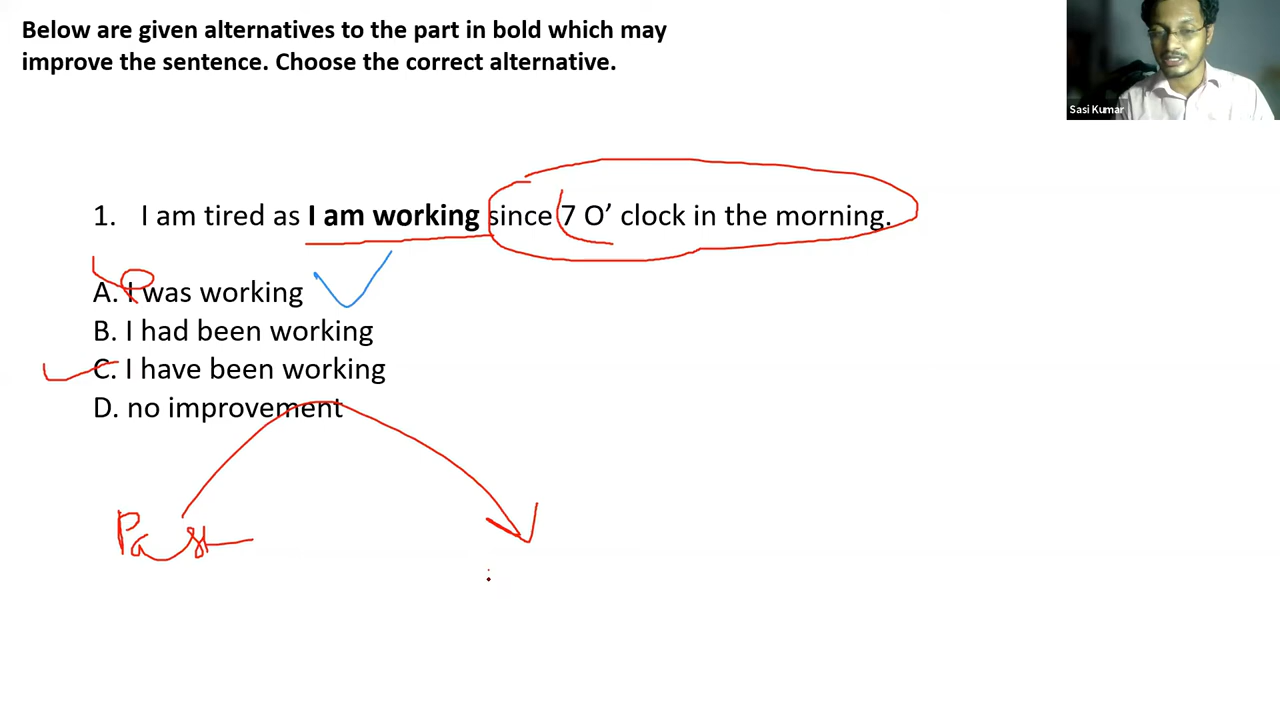 Below are given alternatives to the part in bold which may
improve the sentence. Choose the correct alternative.
Sasi Kumar
1. I am tired as I am working since 7 O’ clock in the morning.
A. I was working
B. I had been working
C. I have been working
D. no improvement
Past